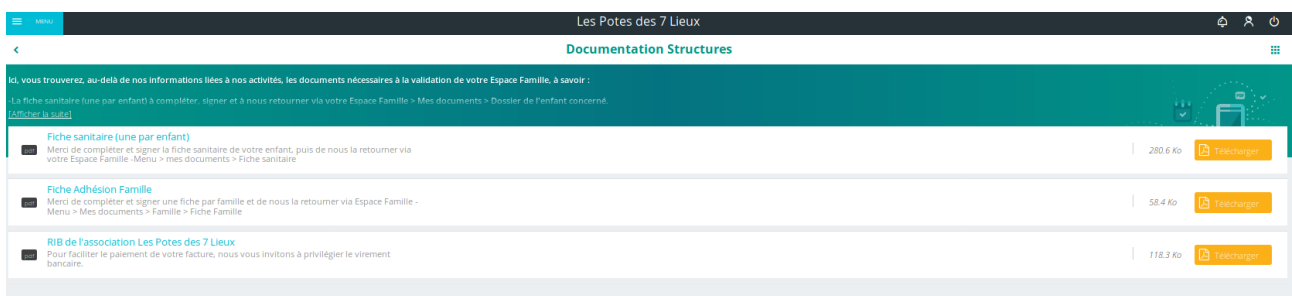 MENU
Les Potes des 7 Lieux
Documentation Structures
Ici, vous trouverez, au-delà de nos informations liées à nos activités, les documents nécessaires à la validation de votre Espace Famille, à savoir :
-La fiche sanitaire (une par enfant) à compléter, signer et à nous retourner via votre Espace Famille > Mes documents > Dossier de l'enfant concerné.
[Afficher la suite]
Fiche sanitaire (une par enfant)
pdf
Merci de compléter et signer la fiche sanitaire de votre enfant, puis de nous la retourner via
votre Espace Famille -Menu > mes documents > Fiche sanitaire
280.6 Ko
Télécharger
Fiche Adhésion Famille
pdf
Merci de compléter et signer une fiche par famille et de nous la retourner via Espace Famille -
Menu > Mes documents > Famille > Fiche Famille
58.4 Ko
Télécharger
RIB de l'association Les Potes des 7 Lieux
pdf
Pour faciliter le paiement de votre facture, nous vous invitons à privilégier le virement
bancaire.
118.3 Ko
Télécharger